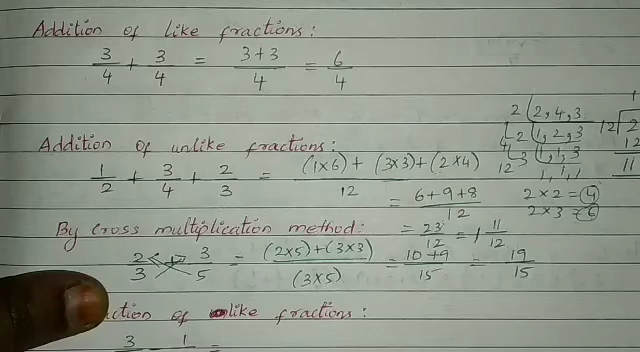 Addition of like fractions:
3/4 + 3/4 = 3+3/4 = 6/4
Addition of unlike fractions:
1/2 + 3/4 + 2/3 = (1×6) + (3×3) + (2×4)/12
= 6+9+8/12
= 23/12 = 1 11/12
2 | 2, 4, 3
2 | 1, 2, 3
3 | 1, 1, 3
1, 1, 1
12
2 × 2 = 4
2 × 3 = 6
By Cross multiplication method:
2/3 + 3/5 = (2×5)+(3×3)/(3×5) = 10+9/15 = 19/15
ction of like fractions:
3 - 1 =